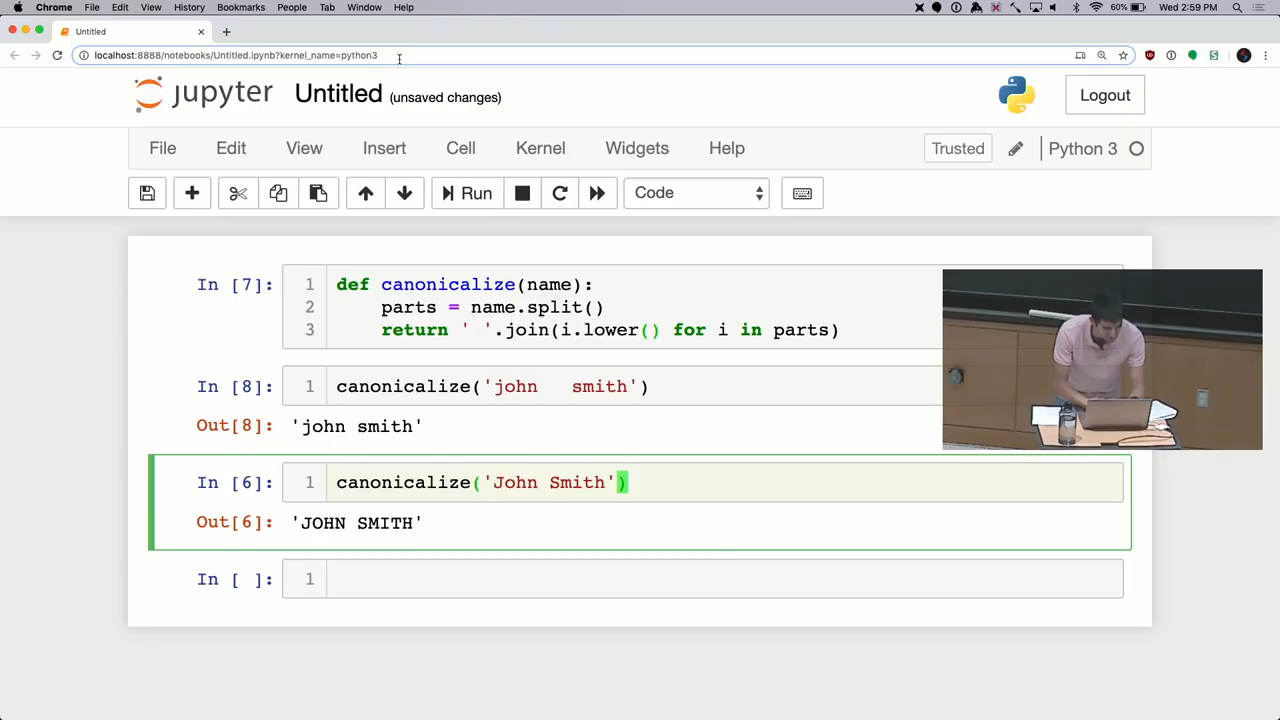 Chrome File Edit View History Bookmarks People Tab Window Help 60% Wed 2:59 PM
Untitled
localhost:8888/notebooks/Untitled.ipynb?kernel_name=python3
jupyter Untitled (unsaved changes) Logout
File Edit View Insert Cell Kernel Widgets Help Trusted Python 3
Run Code
In [7]: 1 def canonicalize(name):
2 parts = name.split()
3 return ' '.join(i.lower() for i in parts)
In [8]: 1 canonicalize('john   smith')
Out[8]: 'john smith'
In [6]: 1 canonicalize('John Smith')
Out[6]: 'JOHN SMITH'
In [ ]: 1